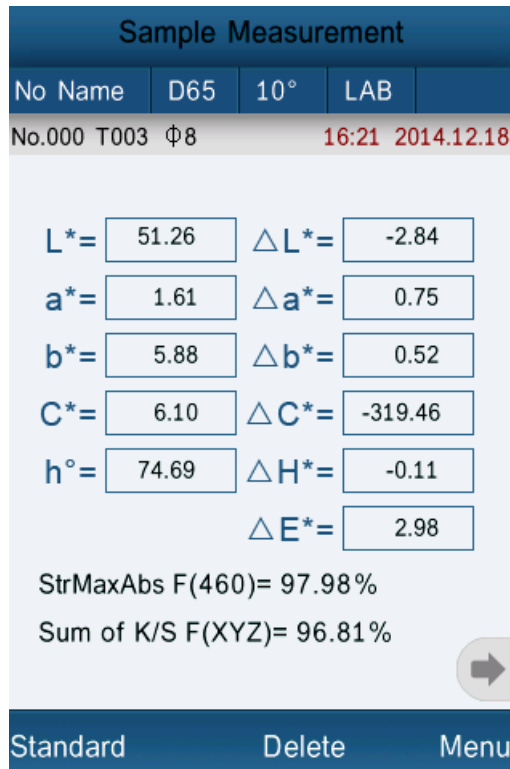 Sample Measurement
No Name D65 10° LAB
No.000 T003 Φ8 16:21 2014.12.18
L*= 51.26 △L*= -2.84
a*= 1.61 △a*= 0.75
b*= 5.88 △b*= 0.52
C*= 6.10 △C*= -319.46
h°= 74.69 △H*= -0.11
△E*= 2.98
StrMaxAbs F(460)= 97.98%
Sum of K/S F(XYZ)= 96.81%
Standard Delete Menu